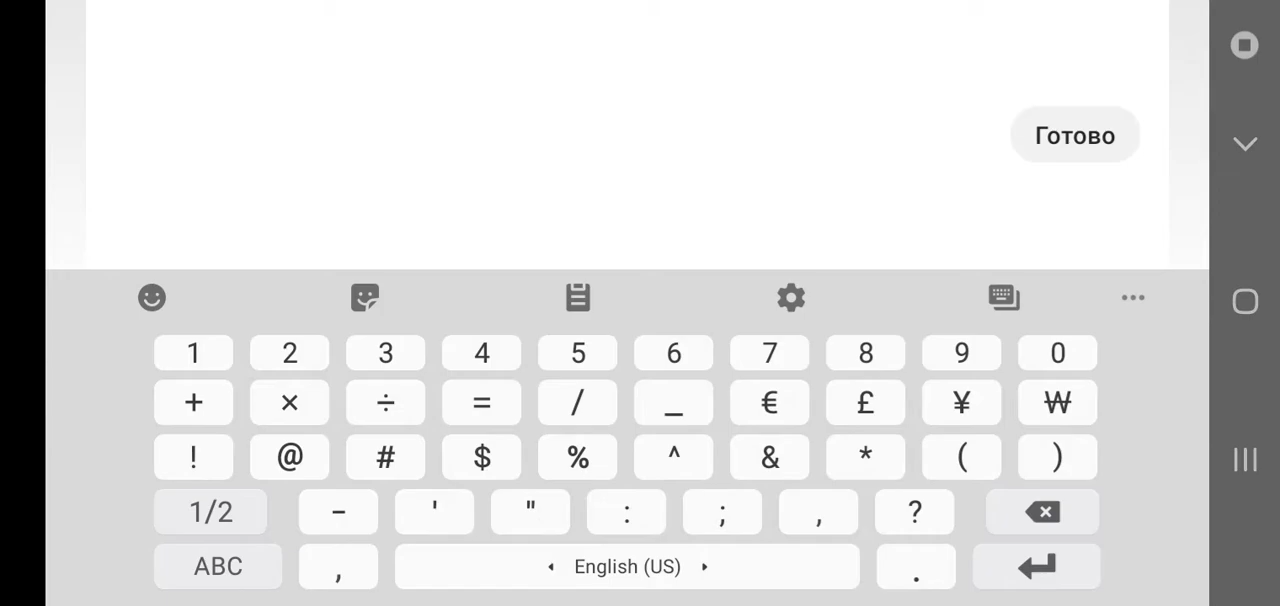 Готово
1 2 3 4 5 6 7 8 9 0
+ × ÷ = / _ € £ ¥ ₩
! @ # $ % ^ & * ( )
1/2 - ' " : ; , ?
ABC , English (US) .